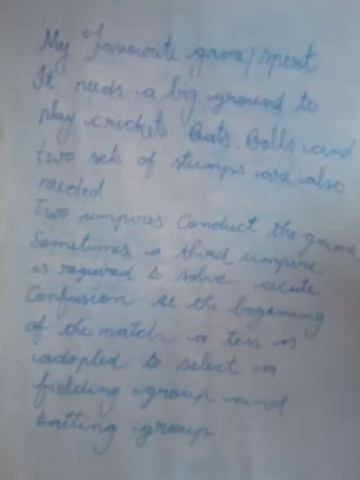 My Favourite game/sport
It needs a big ground to
play cricket. Bats. Balls and
two sets of stumps are also
needed
Two umpires Conduct the game
Sometimes a third umpire
is required to solve acute
Confusion At the begening
of the match a toss is
adopted to select a
fielding group and
batting group